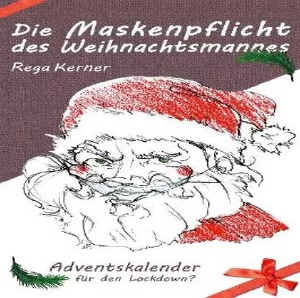 Die Maskenpflicht
des Weihnachtsmannes
Rega Kerner
Adventskalender
für den Lockdown?